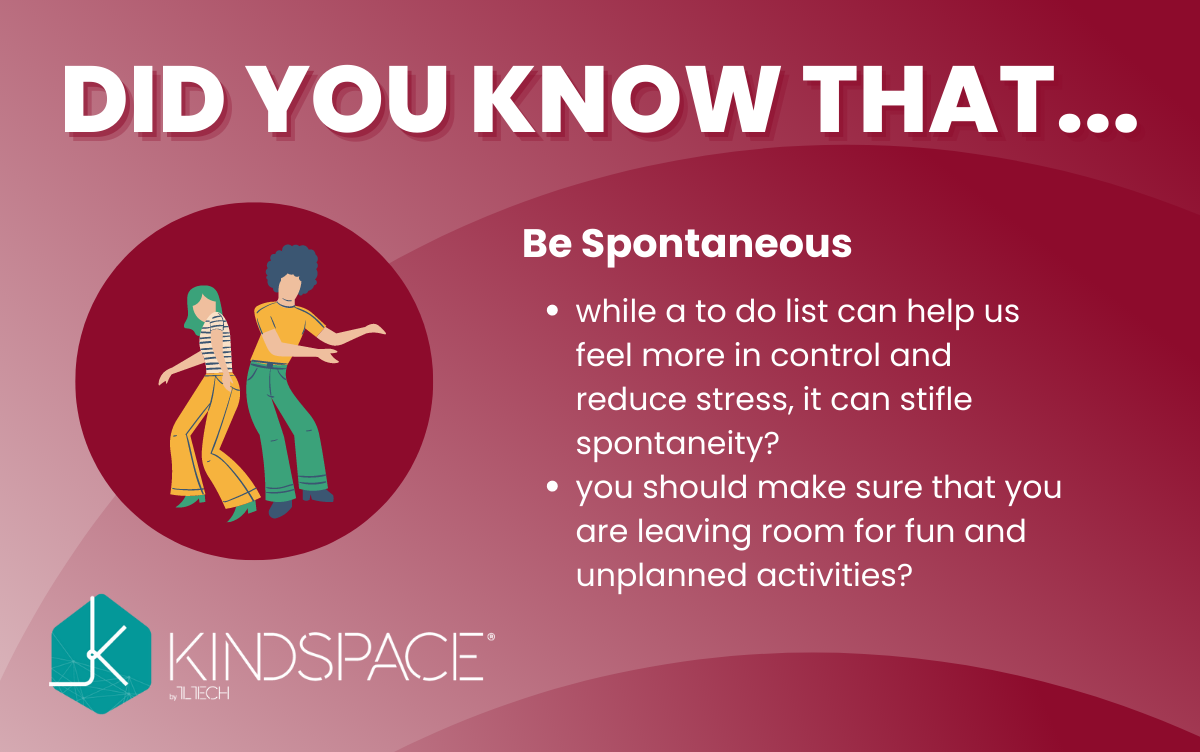 DID YOU KNOW THAT...
Be Spontaneous
• while a to do list can help us
feel more in control and
reduce stress, it can stifle
spontaneity?
• you should make sure that you
are leaving room for fun and
unplanned activities?
KINDSPACE®
by 1LTECH